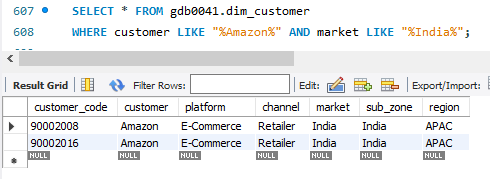 607 SELECT * FROM gdb0041.dim_customer
608 WHERE customer LIKE "%Amazon%" AND market LIKE "%India%";
Result Grid Filter Rows: Edit: Export/Import:
customer_code customer platform channel market sub_zone region
90002008 Amazon E-Commerce Retailer India India APAC
90002016 Amazon E-Commerce Retailer India India APAC
NULL NULL NULL NULL NULL NULL NULL